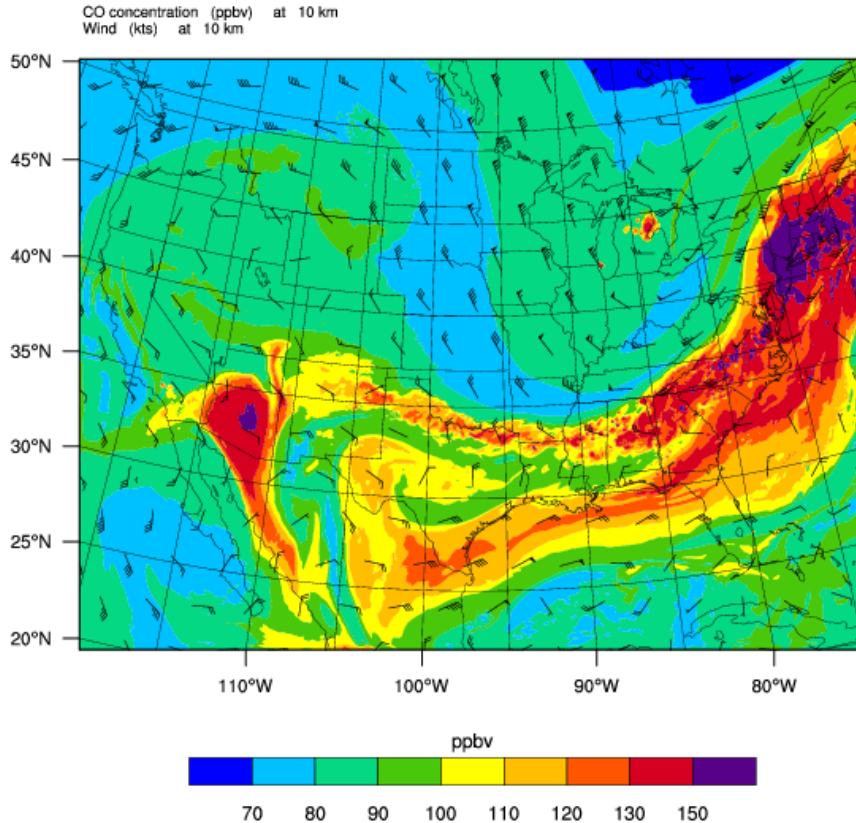 CO concentration (ppbv) at 10 km
Wind (kts) at 10 km
50°N
45°N
40°N
35°N
30°N
25°N
20°N
110°W 100°W 90°W 80°W
ppbv
70 80 90 100 110 120 130 150